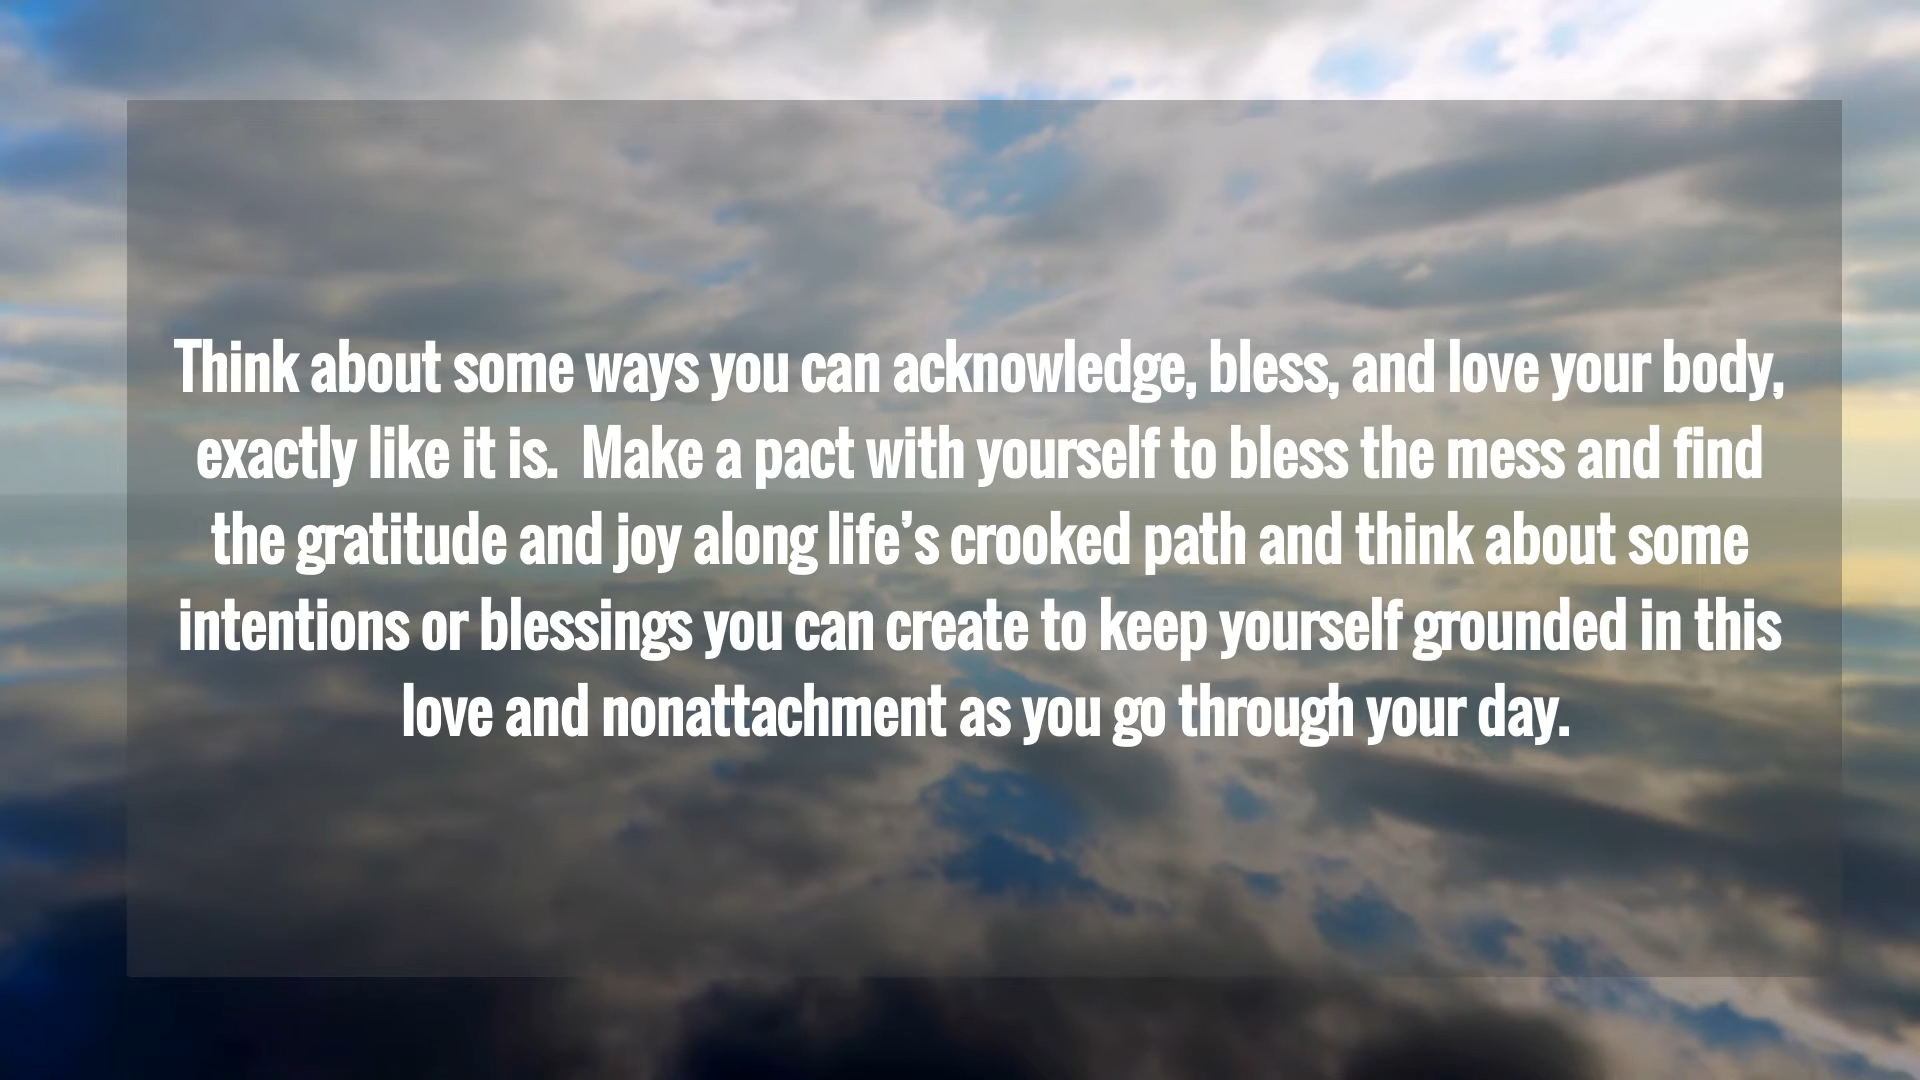 Think about some ways you can acknowledge, bless, and love your body,
exactly like it is.  Make a pact with yourself to bless the mess and find
the gratitude and joy along life’s crooked path and think about some
intentions or blessings you can create to keep yourself grounded in this
love and nonattachment as you go through your day.